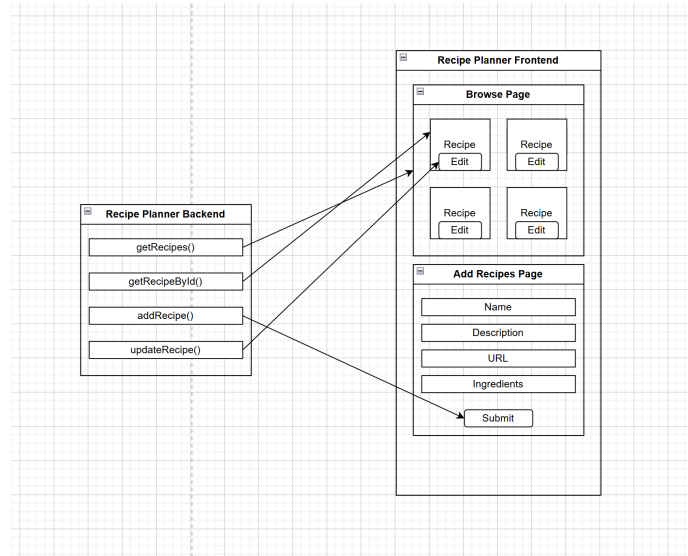 Recipe Planner Frontend
Browse Page
Recipe
Edit
Recipe
Edit
Recipe
Edit
Recipe
Edit
Recipe Planner Backend
getRecipes()
getRecipeById()
addRecipe()
updateRecipe()
Add Recipes Page
Name
Description
URL
Ingredients
Submit